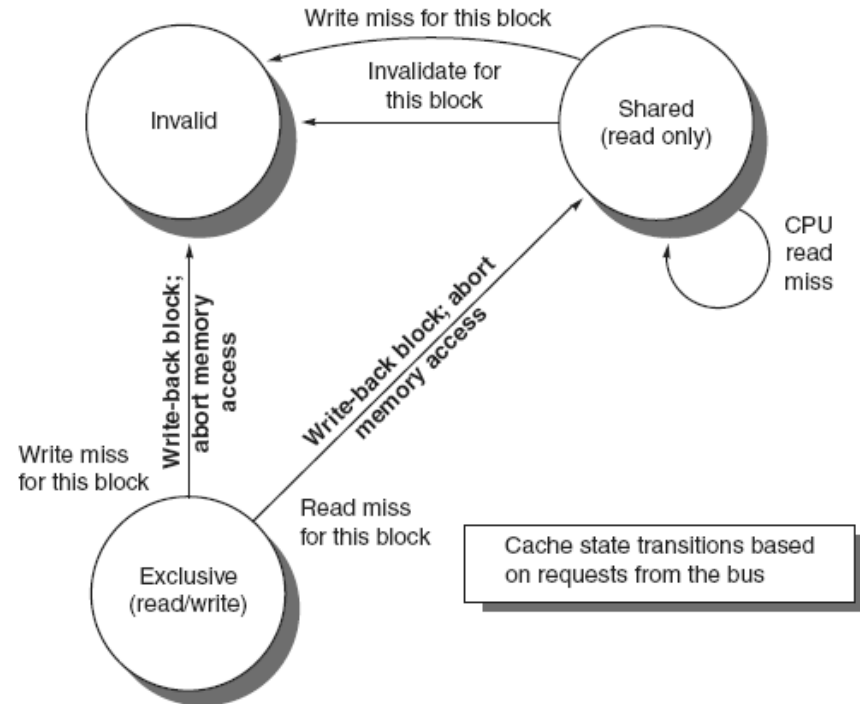 Write miss for this block
Invalidate for
this block
Invalid
Shared
(read only)
CPU
read
miss
Write-back block;
abort memory
access
Write-back block; abort
memory access
Write miss
for this block
Read miss
for this block
Exclusive
(read/write)
Cache state transitions based
on requests from the bus